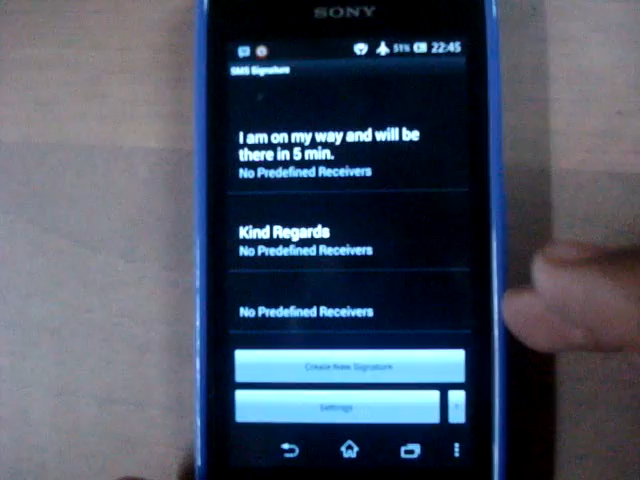 SONY
51% 22:45
SMS Signature
I am on my way and will be
there in 5 min.
No Predefined Receivers
Kind Regards
No Predefined Receivers
No Predefined Receivers
Create New Signature
Settings